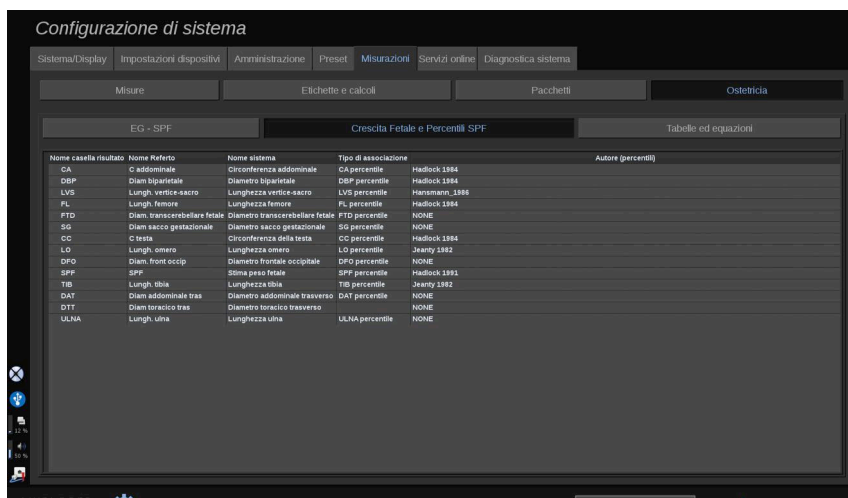 Configurazione di sistema
Sistema/Display Impostazioni dispositivi Amministrazione Preset Misurazioni Servizi online Diagnostica sistema
Misure Etichette e calcoli Pacchetti Ostetricia
EG - SPF Crescita Fetale e Percentili SPF Tabelle ed equazioni
Nome casella risultato Nome Referto Nome sistema Tipo di associazione Autore (percentili)
CA C addominale Circonferenza addominale CA percentile Hadlock 1984
DBP Diam biparietale Diametro biparietale DBP percentile Hadlock 1984
LVS Lungh. vertice-sacro Lunghezza vertice-sacro LVS percentile Hansmann_1986
FL Lungh. femore Lunghezza femore FL percentile Hadlock 1984
FTD Diam. transcerebellare fetale Diametro transcerebellare fetale FTD percentile NONE
SG Diam sacco gestazionale Diametro sacco gestazionale SG percentile NONE
CC C testa Circonferenza della testa CC percentile Hadlock 1984
LO Lungh. omero Lunghezza omero LO percentile Jeanty 1982
DFO Diam. front occip Diametro frontale occipitale DFO percentile NONE
SPF SPF Stima peso fetale SPF percentile Hadlock 1991
TIB Lungh. tibia Lunghezza tibia TIB percentile Jeanty 1982
DAT Diam addominale tras Diametro addominale trasverso DAT percentile NONE
DTT Diam toracico tras Diametro toracico trasverso NONE
ULNA Lungh. ulna Lunghezza ulna ULNA percentile NONE
12 %
50 %